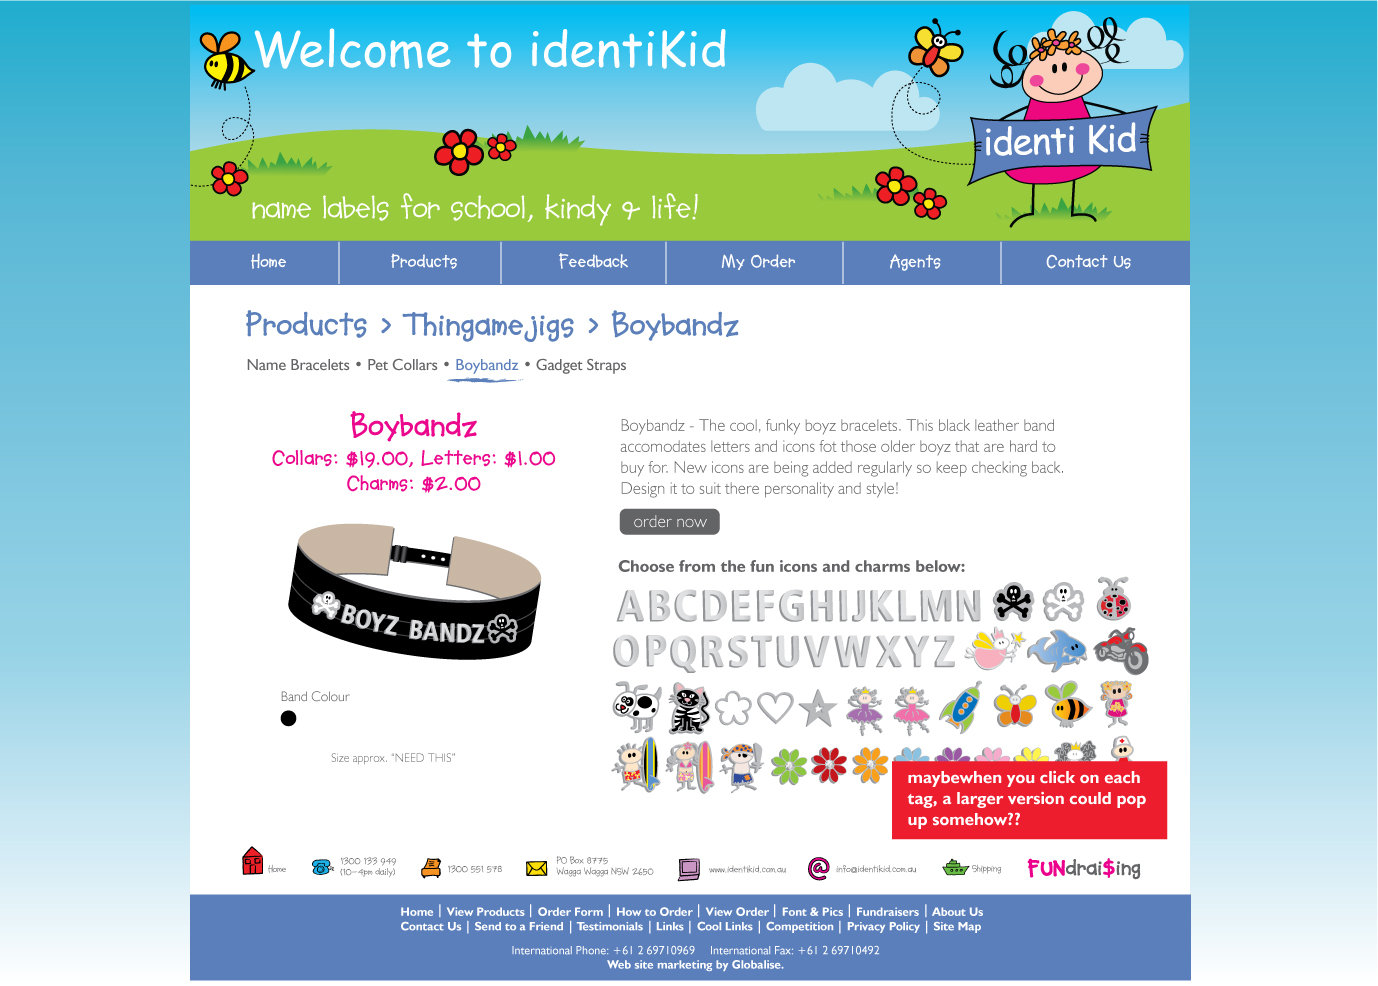 Welcome to identiKid
identi Kid
name labels for school, kindy & life!
Home Products Feedback My Order Agents Contact Us
Products > Thingamejigs > Boybandz
Name Bracelets • Pet Collars • Boybandz • Gadget Straps
Boybandz
Collars: $19.00, Letters: $1.00
Charms: $2.00
BOYZ BANDZ
Band Colour
Size approx. "NEED THIS"
Boybandz - The cool, funky boyz bracelets. This black leather band
accomodates letters and icons fot those older boyz that are hard to
buy for. New icons are being added regularly so keep checking back.
Design it to suit there personality and style!
order now
Choose from the fun icons and charms below:
ABCDEFGHIJKLMN
OPQRSTUVWXYZ
maybewhen you click on each
tag, a larger version could pop
up somehow??
Home
1300 133 949
(10-4pm daily)
1300 551 578
PO Box 8775
Wagga Wagga NSW 2650
www.identikid.com.au
info@identikid.com.au
Shipping
FUNdrai$ing
Home | View Products | Order Form | How to Order | View Order | Font & Pics | Fundraisers | About Us
Contact Us | Send to a Friend | Testimonials | Links | Cool Links | Competition | Privacy Policy | Site Map
International Phone: +61 2 69710969 International Fax: +61 2 69710492
Web site marketing by Globalise.